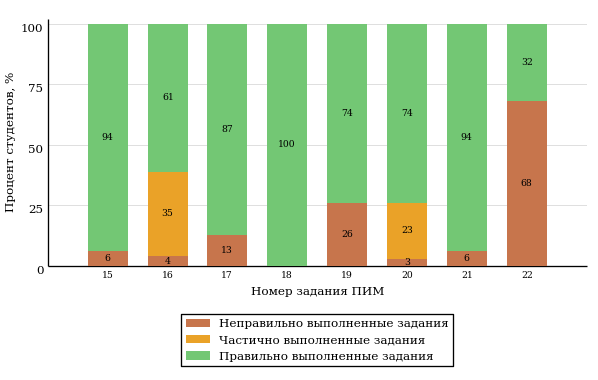 Процент студентов, %
100
75
50
25
0
94 61 87 100 74 74 94 32
35 23
6 4 13 26 3 6 68
15 16 17 18 19 20 21 22
Номер задания ПИМ
Неправильно выполненные задания
Частично выполненные задания
Правильно выполненные задания